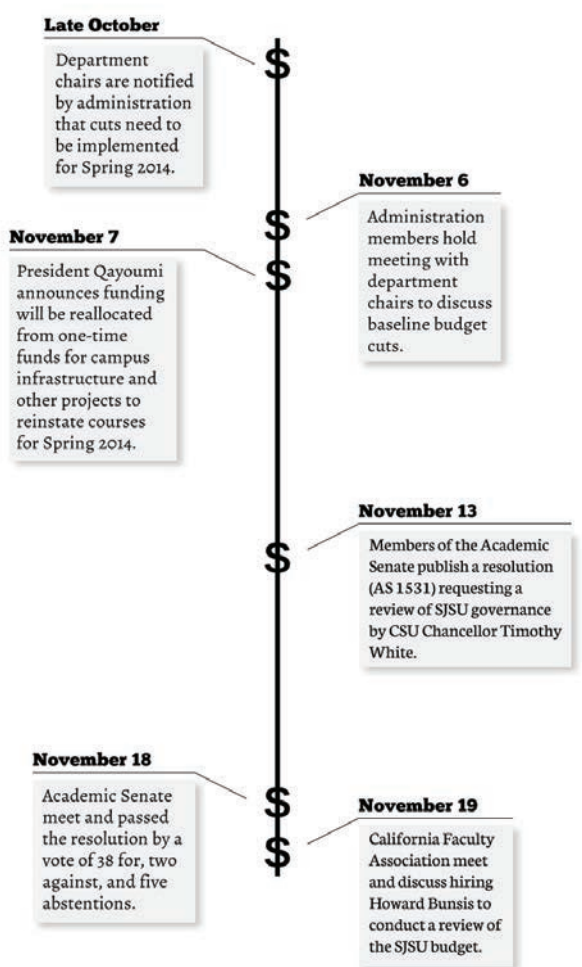 Late October
Department
chairs are notified
by administration
that cuts need to
be implemented
for Spring 2014.
$
November 6
$
Administration
members hold
meeting with
department
chairs to discuss
baseline budget
cuts.
November 7
$
President Qayoumi
announces funding
will be reallocated
from one-time
funds for campus
infrastructure and
other projects to
reinstate courses
for Spring 2014.
November 13
$
Members of the Academic
Senate publish a resolution
(AS 1531) requesting a
review of SJSU governance
by CSU Chancellor Timothy
White.
November 18
$
Academic Senate
meet and passed
the resolution by a
vote of 38 for, two
against, and five
abstentions.
November 19
$
California Faculty
Association meet
and discuss hiring
Howard Bunsis to
conduct a review of
the SJSU budget.